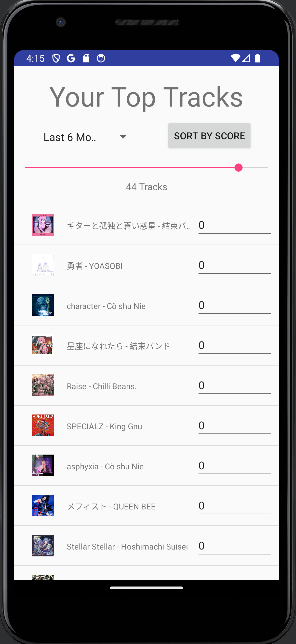 4:15
Your Top Tracks
Last 6 Mo..
SORT BY SCORE
44 Tracks
ギターと孤独と蒼い惑星 - 結束バ..
0
勇者 - YOASOBI
0
character - Cö shu Nie
0
星座になれたら - 結束バンド
0
Raise - Chilli Beans.
0
SPECIALZ - King Gnu
0
asphyxia - Cö shu Nie
0
メフィスト - QUEEN BEE
0
Stellar Stellar - Hoshimachi Suisei
0